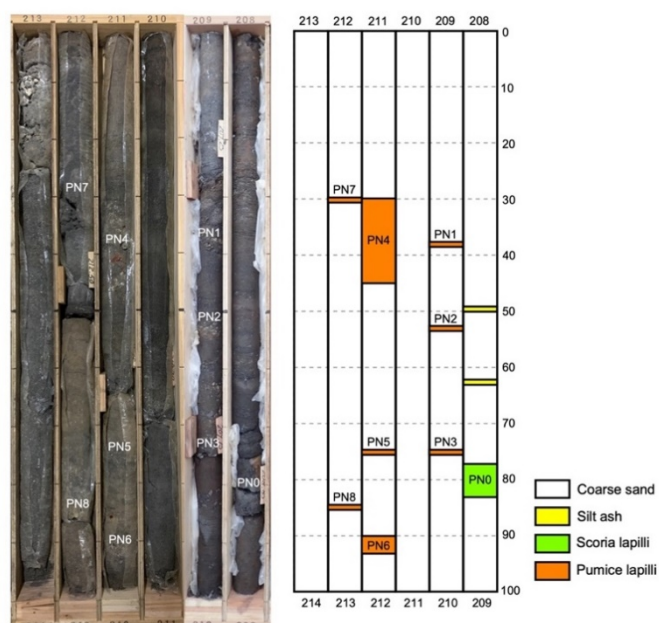 213 212 211 210 209 208
PN7
PN4
PN1
PN2
PN5
PN3
PN0
PN8
PN6
213 212 211 210 209 208
0
10
20
30
40
50
60
70
80
90
100
PN7
PN4
PN1
PN2
PN5
PN3
PN0
PN8
PN6
214 213 212 211 210 209
Coarse sand
Silt ash
Scoria lapilli
Pumice lapilli